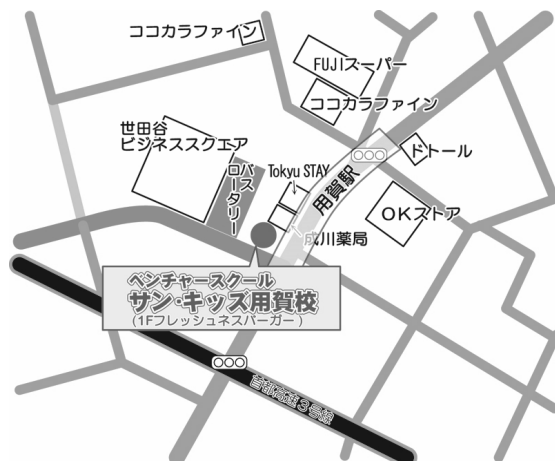 ココカラファイン
FUJIスーパー
ココカラファイン
世田谷
ビジネススクエア
バス
ロータリー
Tokyu STAY
用賀駅
ドトール
OKストア
成川薬局
ベンチャースクール
サン・キッズ用賀校
(1Fフレッシュネスバーガー)
首都高速3号線